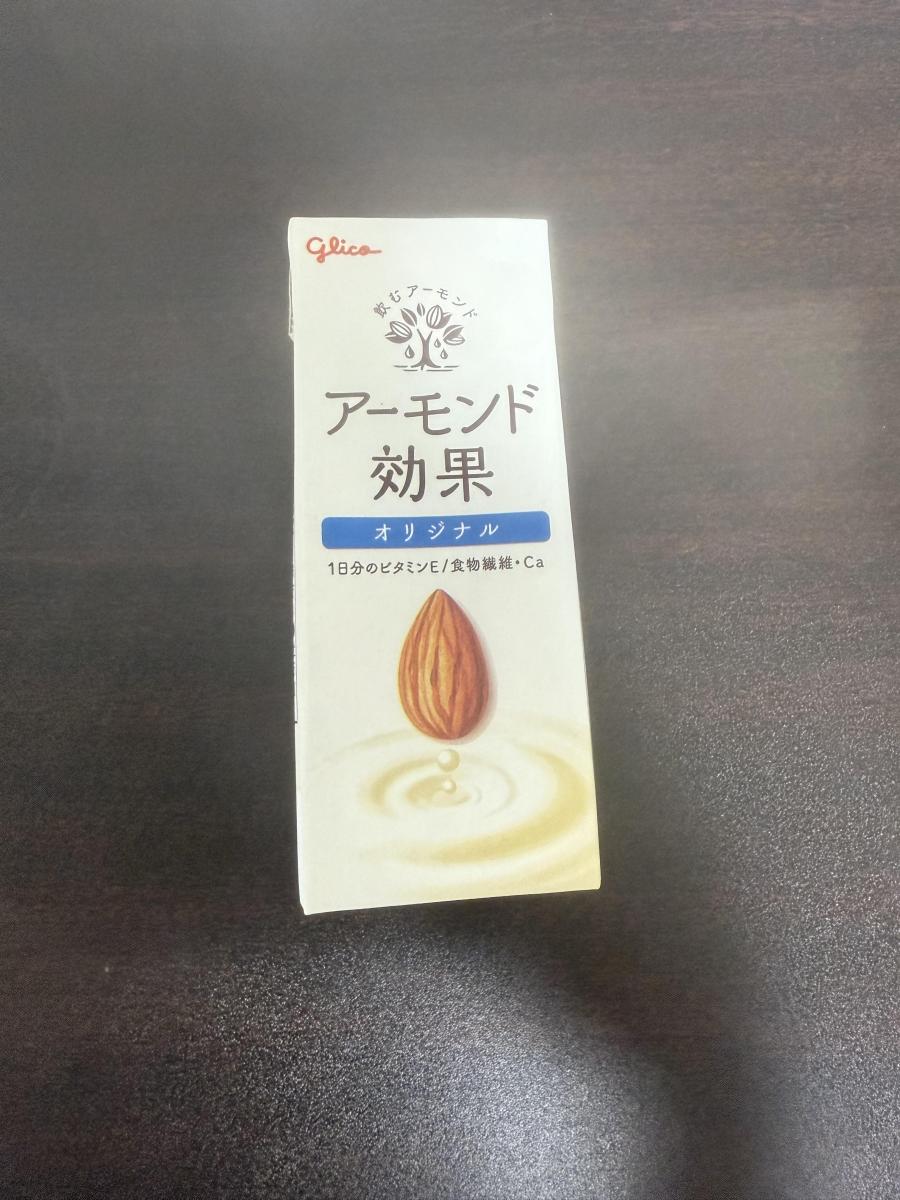 Glico
飲むアーモンド
アーモンド
効果
オリジナル
1日分のビタミンE/食物繊維・Ca